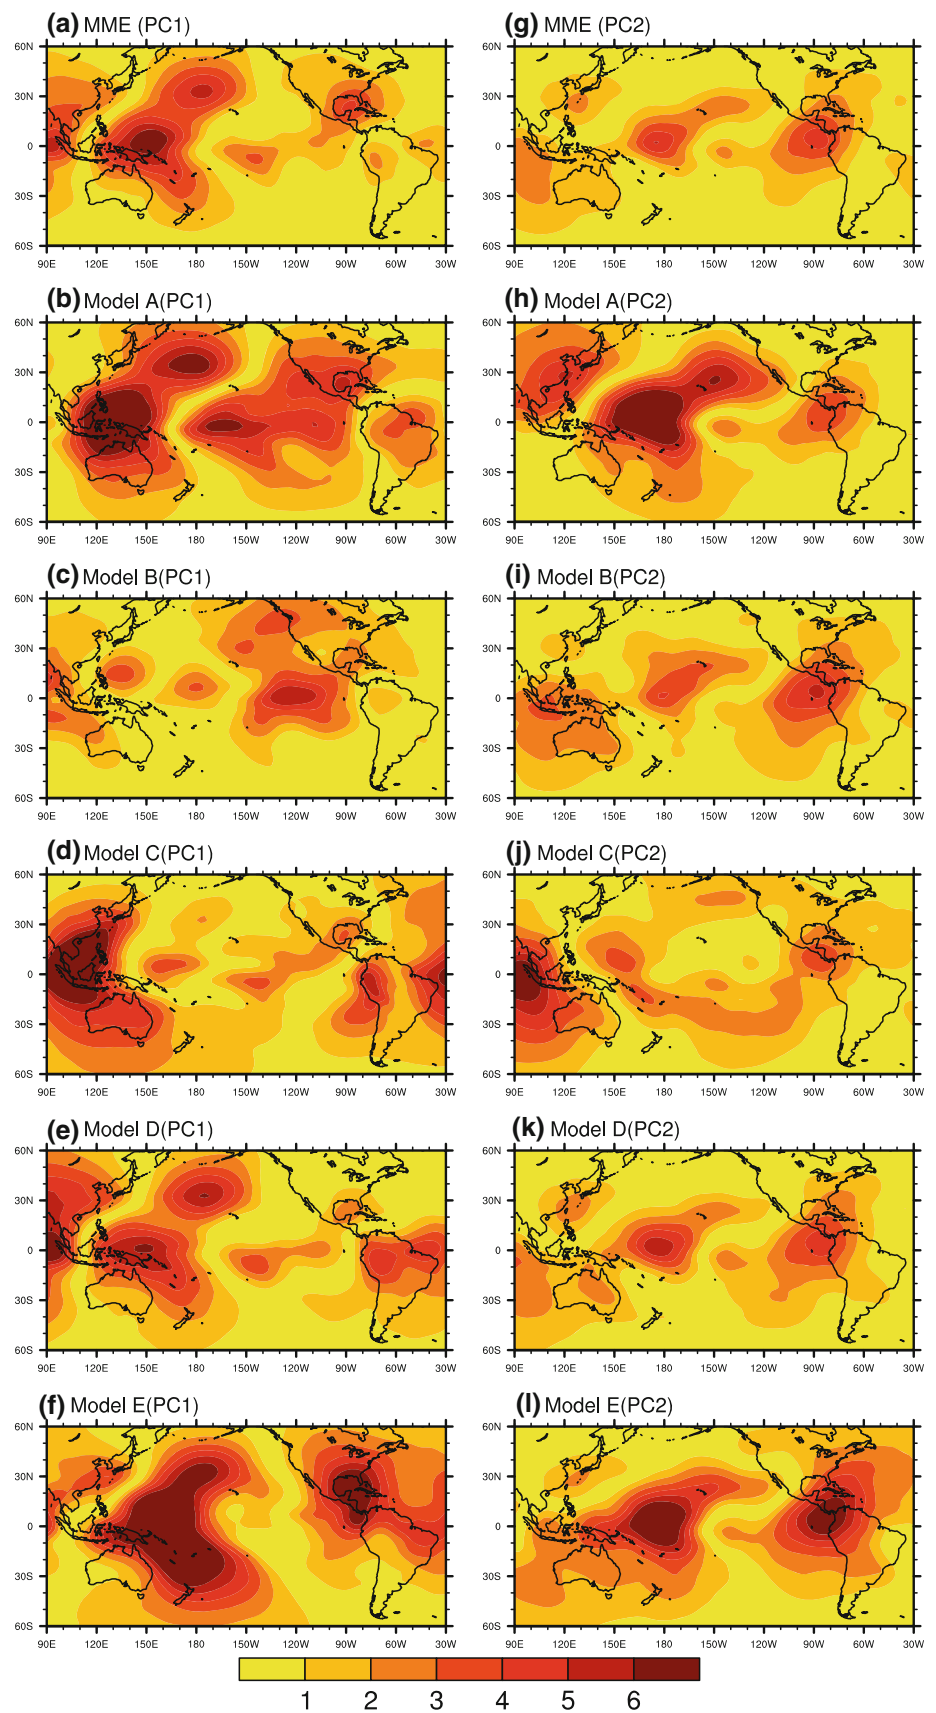 (a) MME (PC1)
60N
30N
0
30S
60S
90E 120E 150E 180 150W 120W 90W 60W 30W
(g) MME (PC2)
60N
30N
0
30S
60S
90E 120E 150E 180 150W 120W 90W 60W 30W
(b) Model A(PC1)
60N
30N
0
30S
60S
90E 120E 150E 180 150W 120W 90W 60W 30W
(h) Model A(PC2)
60N
30N
0
30S
60S
90E 120E 150E 180 150W 120W 90W 60W 30W
(c) Model B(PC1)
60N
30N
0
30S
60S
90E 120E 150E 180 150W 120W 90W 60W 30W
(i) Model B(PC2)
60N
30N
0
30S
60S
90E 120E 150E 180 150W 120W 90W 60W 30W
(d) Model C(PC1)
60N
30N
0
30S
60S
90E 120E 150E 180 150W 120W 90W 60W 30W
(j) Model C(PC2)
60N
30N
0
30S
60S
90E 120E 150E 180 150W 120W 90W 60W 30W
(e) Model D(PC1)
60N
30N
0
30S
60S
90E 120E 150E 180 150W 120W 90W 60W 30W
(k) Model D(PC2)
60N
30N
0
30S
60S
90E 120E 150E 180 150W 120W 90W 60W 30W
(f) Model E(PC1)
60N
30N
0
30S
60S
90E 120E 150E 180 150W 120W 90W 60W 30W
(l) Model E(PC2)
60N
30N
0
30S
60S
90E 120E 150E 180 150W 120W 90W 60W 30W
1 2 3 4 5 6